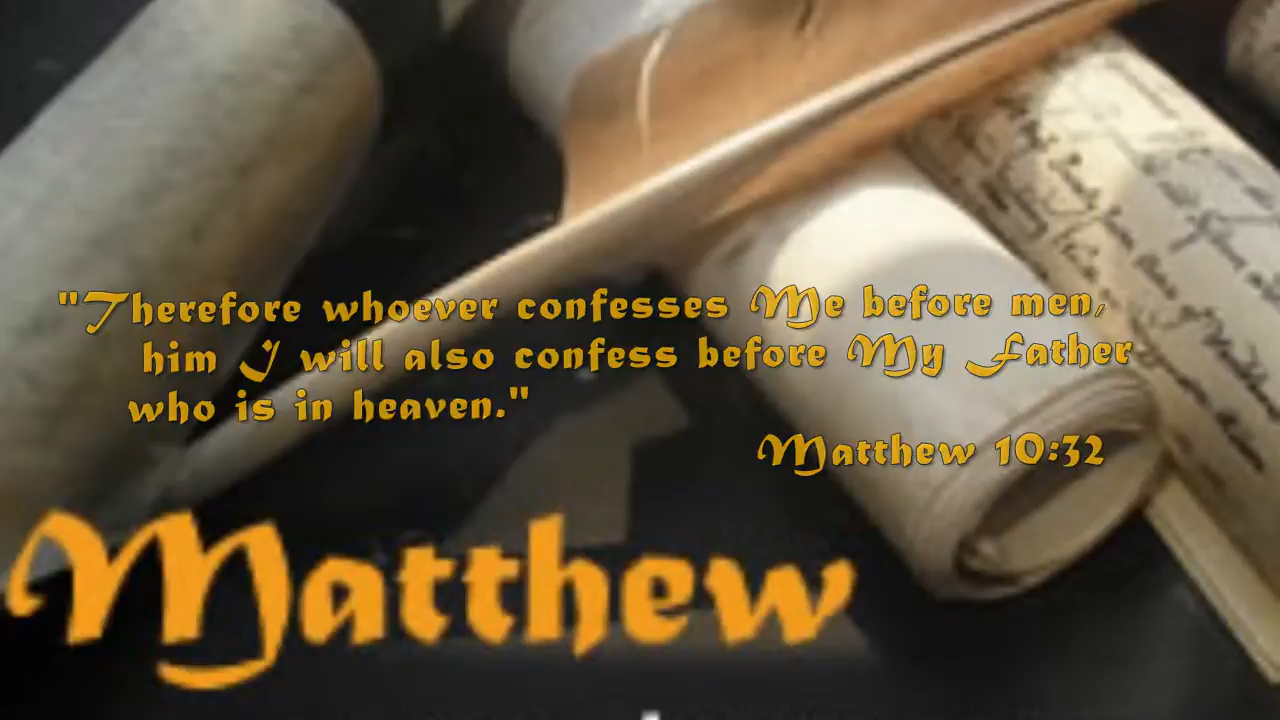 "Therefore whoever confesses Me before men,
him I will also confess before My Father
who is in heaven."
Matthew 10:32
Matthew